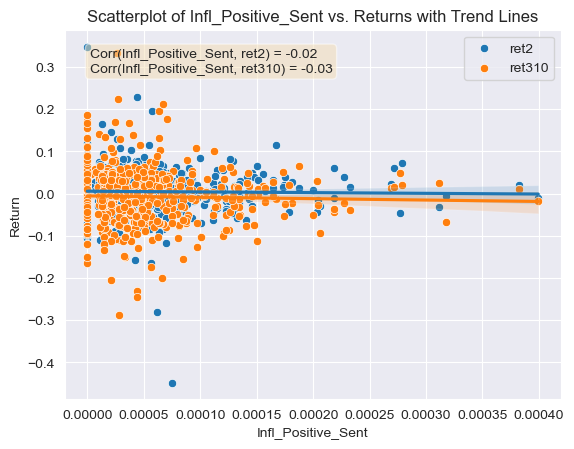 Scatterplot of Infl_Positive_Sent vs. Returns with Trend Lines
Corr(Infl_Positive_Sent, ret2) = -0.02
Corr(Infl_Positive_Sent, ret310) = -0.03
ret2
ret310
Return
0.3
0.2
0.1
0.0
−0.1
−0.2
−0.3
−0.4
0.00000 0.00005 0.00010 0.00015 0.00020 0.00025 0.00030 0.00035 0.00040
Infl_Positive_Sent